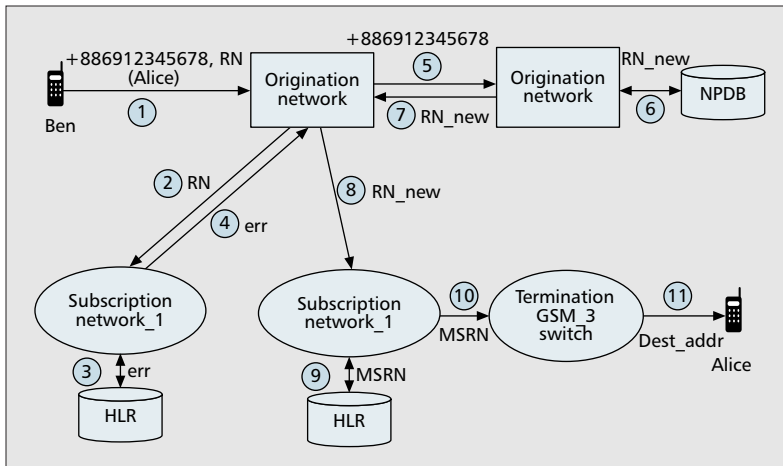 +886912345678, RN
(Alice)
1
Ben
Origination
network
+886912345678
5
7
RN_new
Origination
network
RN_new
6
NPDB
2
RN
4
err
8
RN_new
Subscription
network_1
3
err
HLR
Subscription
network_1
9
MSRN
HLR
10
MSRN
Termination
GSM_3
switch
11
Dest_addr
Alice